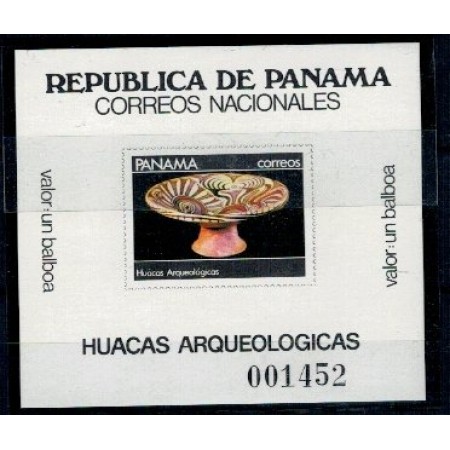 REPUBLICA DE PANAMA
CORREOS NACIONALES
PANAMA correos
Huacas Arqueológicas
valor: un balboa
valor: un balboa
HUACAS ARQUEOLOGICAS
001452